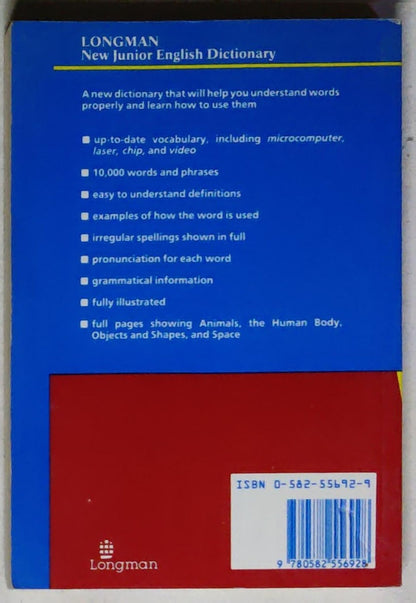 LONGMAN
New Junior English Dictionary
A new dictionary that will help you understand words
properly and learn how to use them
up-to-date vocabulary, including microcomputer,
laser, chip, and video
10,000 words and phrases
easy to understand definitions
examples of how the word is used
irregular spellings shown in full
pronunciation for each word
grammatical information
fully illustrated
full pages showing Animals, the Human Body,
Objects and Shapes, and Space
ISBN 0-582-55692-9
9 780582 556928
Longman